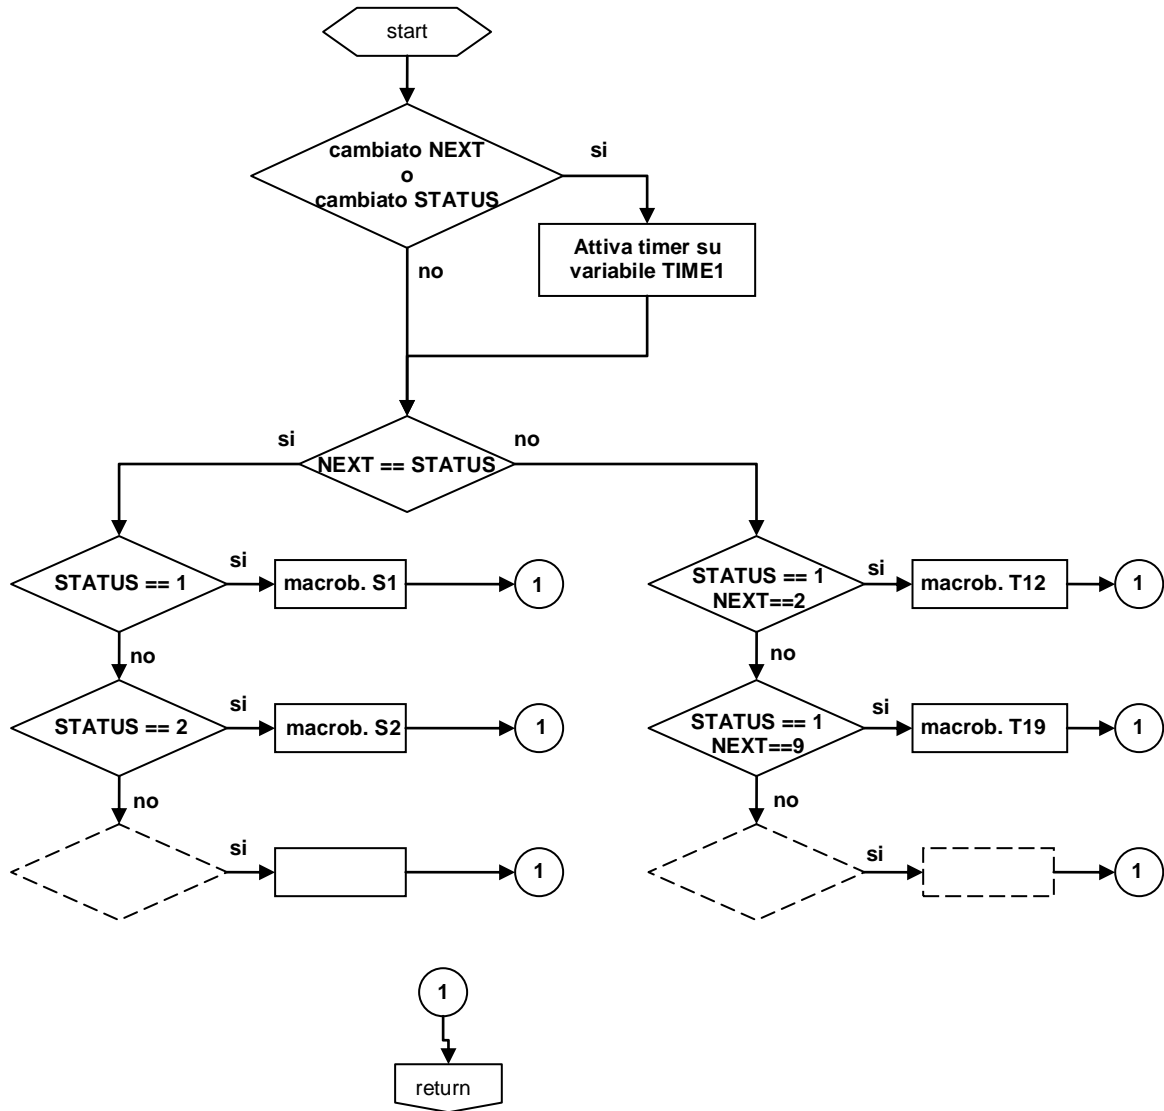 start
cambiato NEXT
o
cambiato STATUS
si
no
Attiva timer su
variabile TIME1
si
NEXT == STATUS
no
STATUS == 1
si
macrob. S1
1
no
STATUS == 2
si
macrob. S2
1
no
si
1
STATUS == 1
NEXT==2
si
macrob. T12
1
no
STATUS == 1
NEXT==9
si
macrob. T19
1
no
si
1
1
return